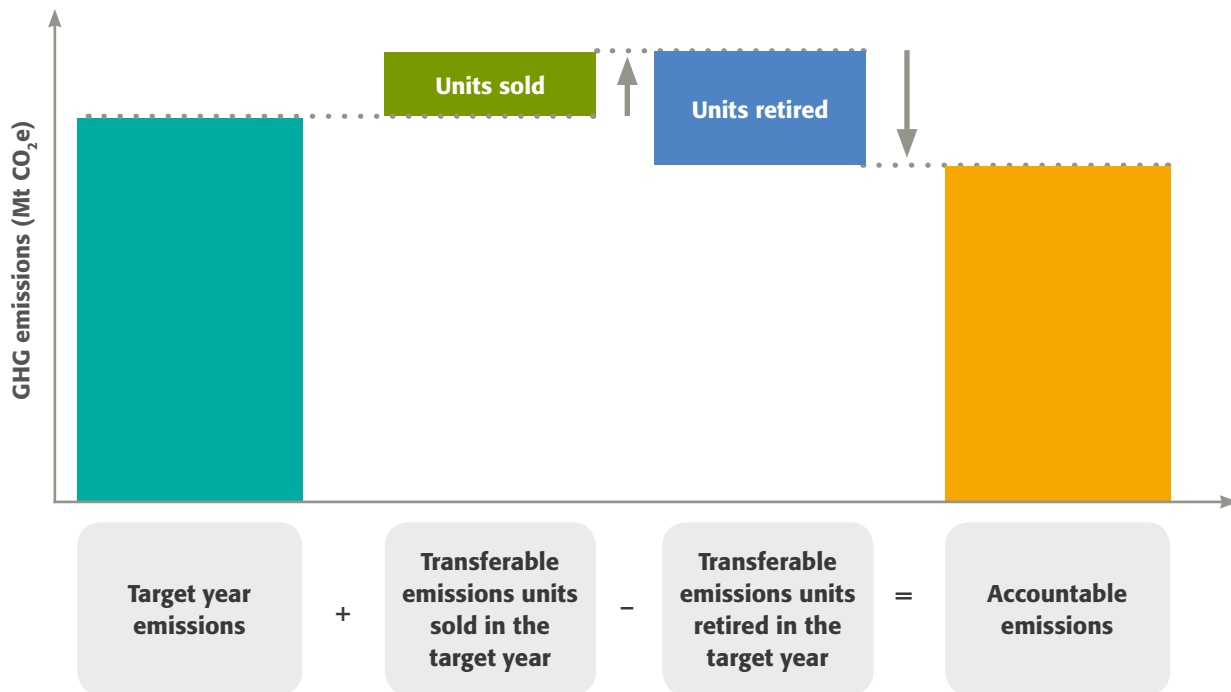 GHG emissions (Mt CO₂e)
Units sold
Units retired
Target year
emissions
+
Transferable
emissions units
sold in the
target year
–
Transferable
emissions units
retired in the
target year
=
Accountable
emissions